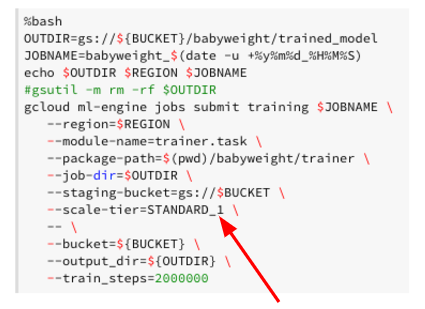 %bash
OUTDIR=gs://${BUCKET}/babyweight/trained_model
JOBNAME=babyweight_$(date -u +%y%m%d_%H%M%S)
echo $OUTDIR $REGION $JOBNAME
#gsutil -m rm -rf $OUTDIR
gcloud ml-engine jobs submit training $JOBNAME \
--region=$REGION \
--module-name=trainer.task \
--package-path=$(pwd)/babyweight/trainer \
--job-dir=$OUTDIR \
--staging-bucket=gs://$BUCKET \
--scale-tier=STANDARD_1 \
-- \
--bucket=${BUCKET} \
--output_dir=${OUTDIR} \
--train_steps=2000000